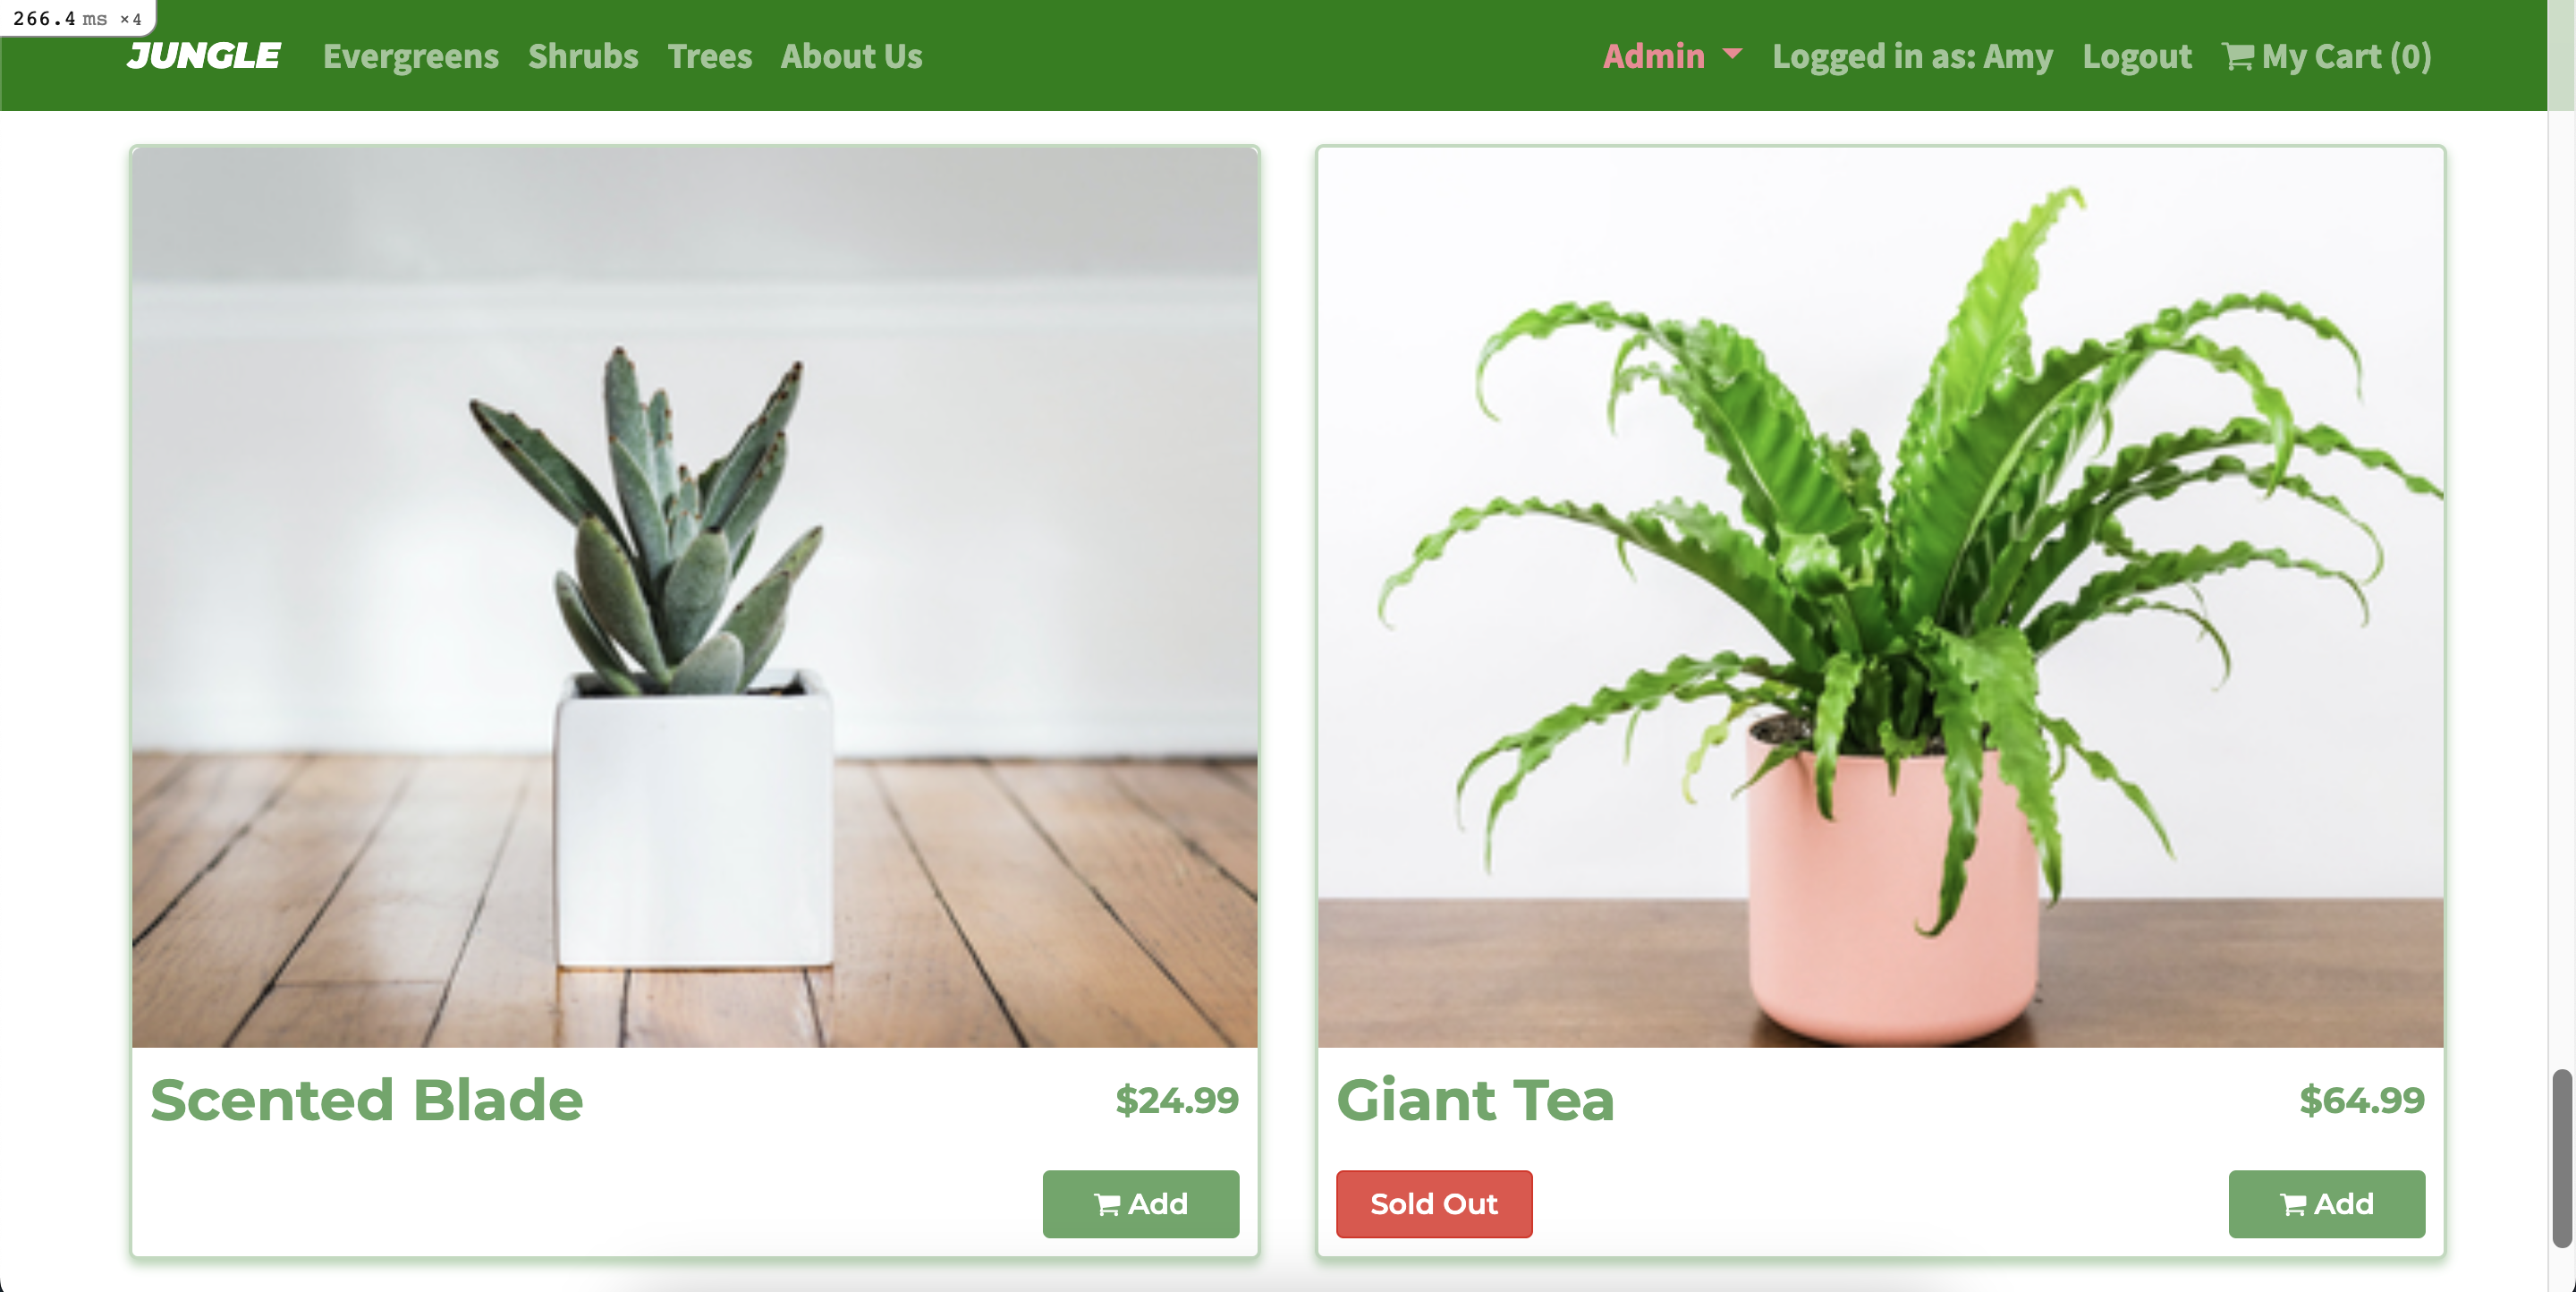 266.4 ms ×4
JUNGLE Evergreens Shrubs Trees About Us Admin Logged in as: Amy Logout My Cart (0)
Scented Blade $24.99
Add
Giant Tea $64.99
Sold Out Add